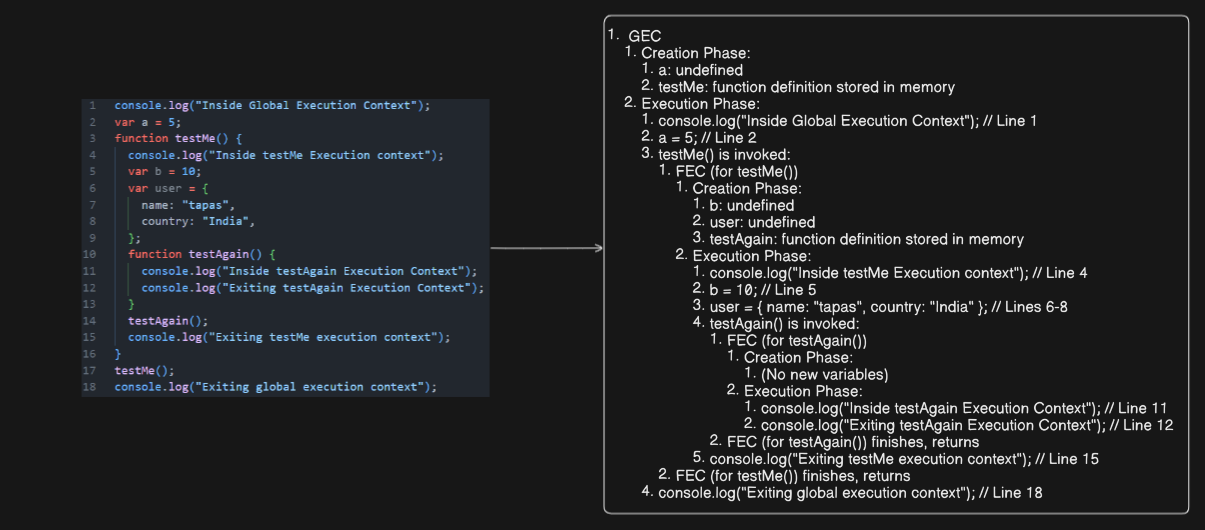 1 console.log("Inside Global Execution Context");
2 var a = 5;
3 function testMe() {
4 console.log("Inside testMe Execution context");
5 var b = 10;
6 var user = {
7 name: "tapas",
8 country: "India",
9 };
10 function testAgain() {
11 console.log("Inside testAgain Execution Context");
12 console.log("Exiting testAgain Execution Context");
13 }
14 testAgain();
15 console.log("Exiting testMe execution context");
16 }
17 testMe();
18 console.log("Exiting global execution context");
1. GEC
1. Creation Phase:
1. a: undefined
2. testMe: function definition stored in memory
2. Execution Phase:
1. console.log("Inside Global Execution Context"); // Line 1
2. a = 5; // Line 2
3. testMe() is invoked:
1. FEC (for testMe())
1. Creation Phase:
1. b: undefined
2. user: undefined
3. testAgain: function definition stored in memory
2. Execution Phase:
1. console.log("Inside testMe Execution context"); // Line 4
2. b = 10; // Line 5
3. user = { name: "tapas", country: "India" }; // Lines 6-8
4. testAgain() is invoked:
1. FEC (for testAgain())
1. Creation Phase:
1. (No new variables)
2. Execution Phase:
1. console.log("Inside testAgain Execution Context"); // Line 11
2. console.log("Exiting testAgain Execution Context"); // Line 12
2. FEC (for testAgain()) finishes, returns
5. console.log("Exiting testMe execution context"); // Line 15
2. FEC (for testMe()) finishes, returns
4. console.log("Exiting global execution context"); // Line 18